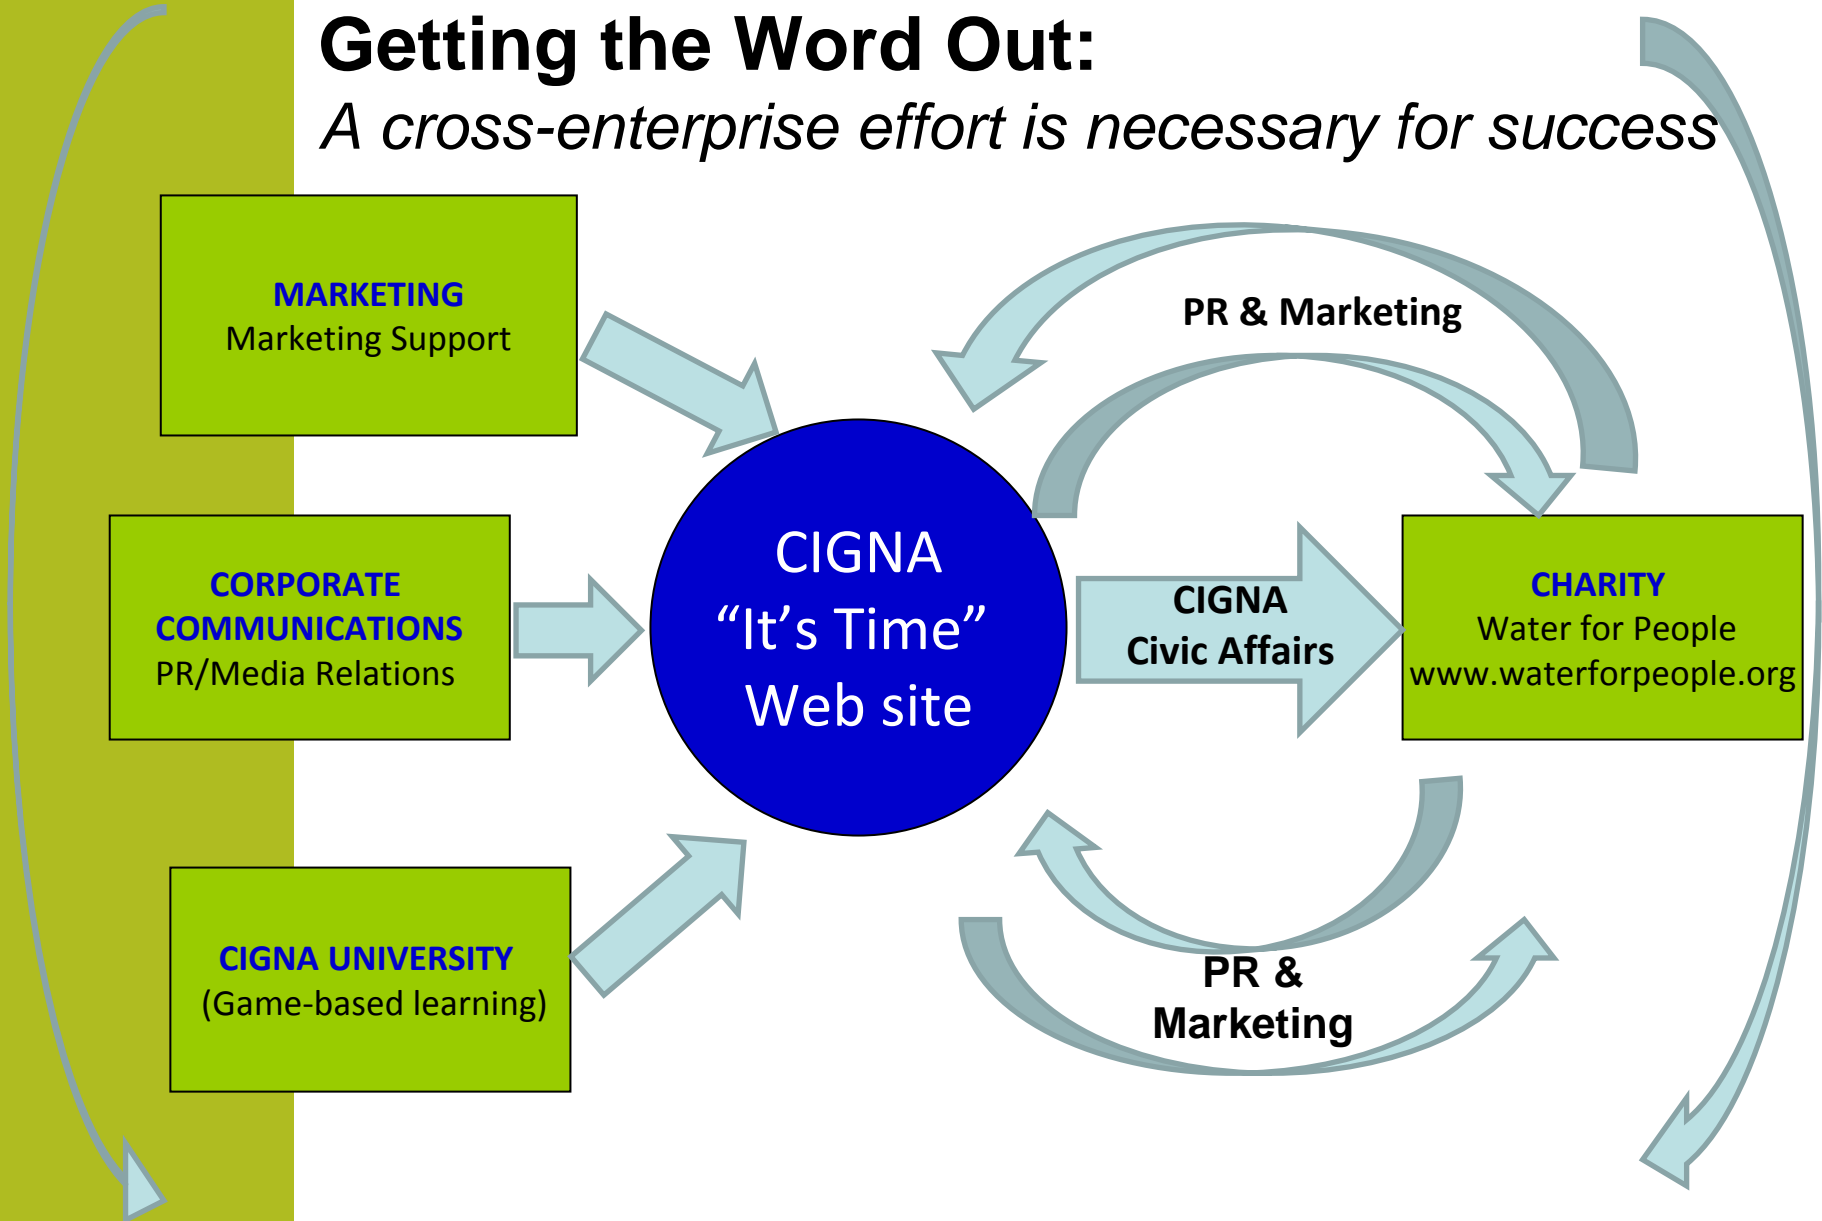 Getting the Word Out:
A cross-enterprise effort is necessary for success
MARKETING
Marketing Support
CORPORATE
COMMUNICATIONS
PR/Media Relations
CIGNA UNIVERSITY
(Game-based learning)
CIGNA
“It’s Time”
Web site
PR & Marketing
CIGNA
Civic Affairs
PR &
Marketing
CHARITY
Water for People
www.waterforpeople.org